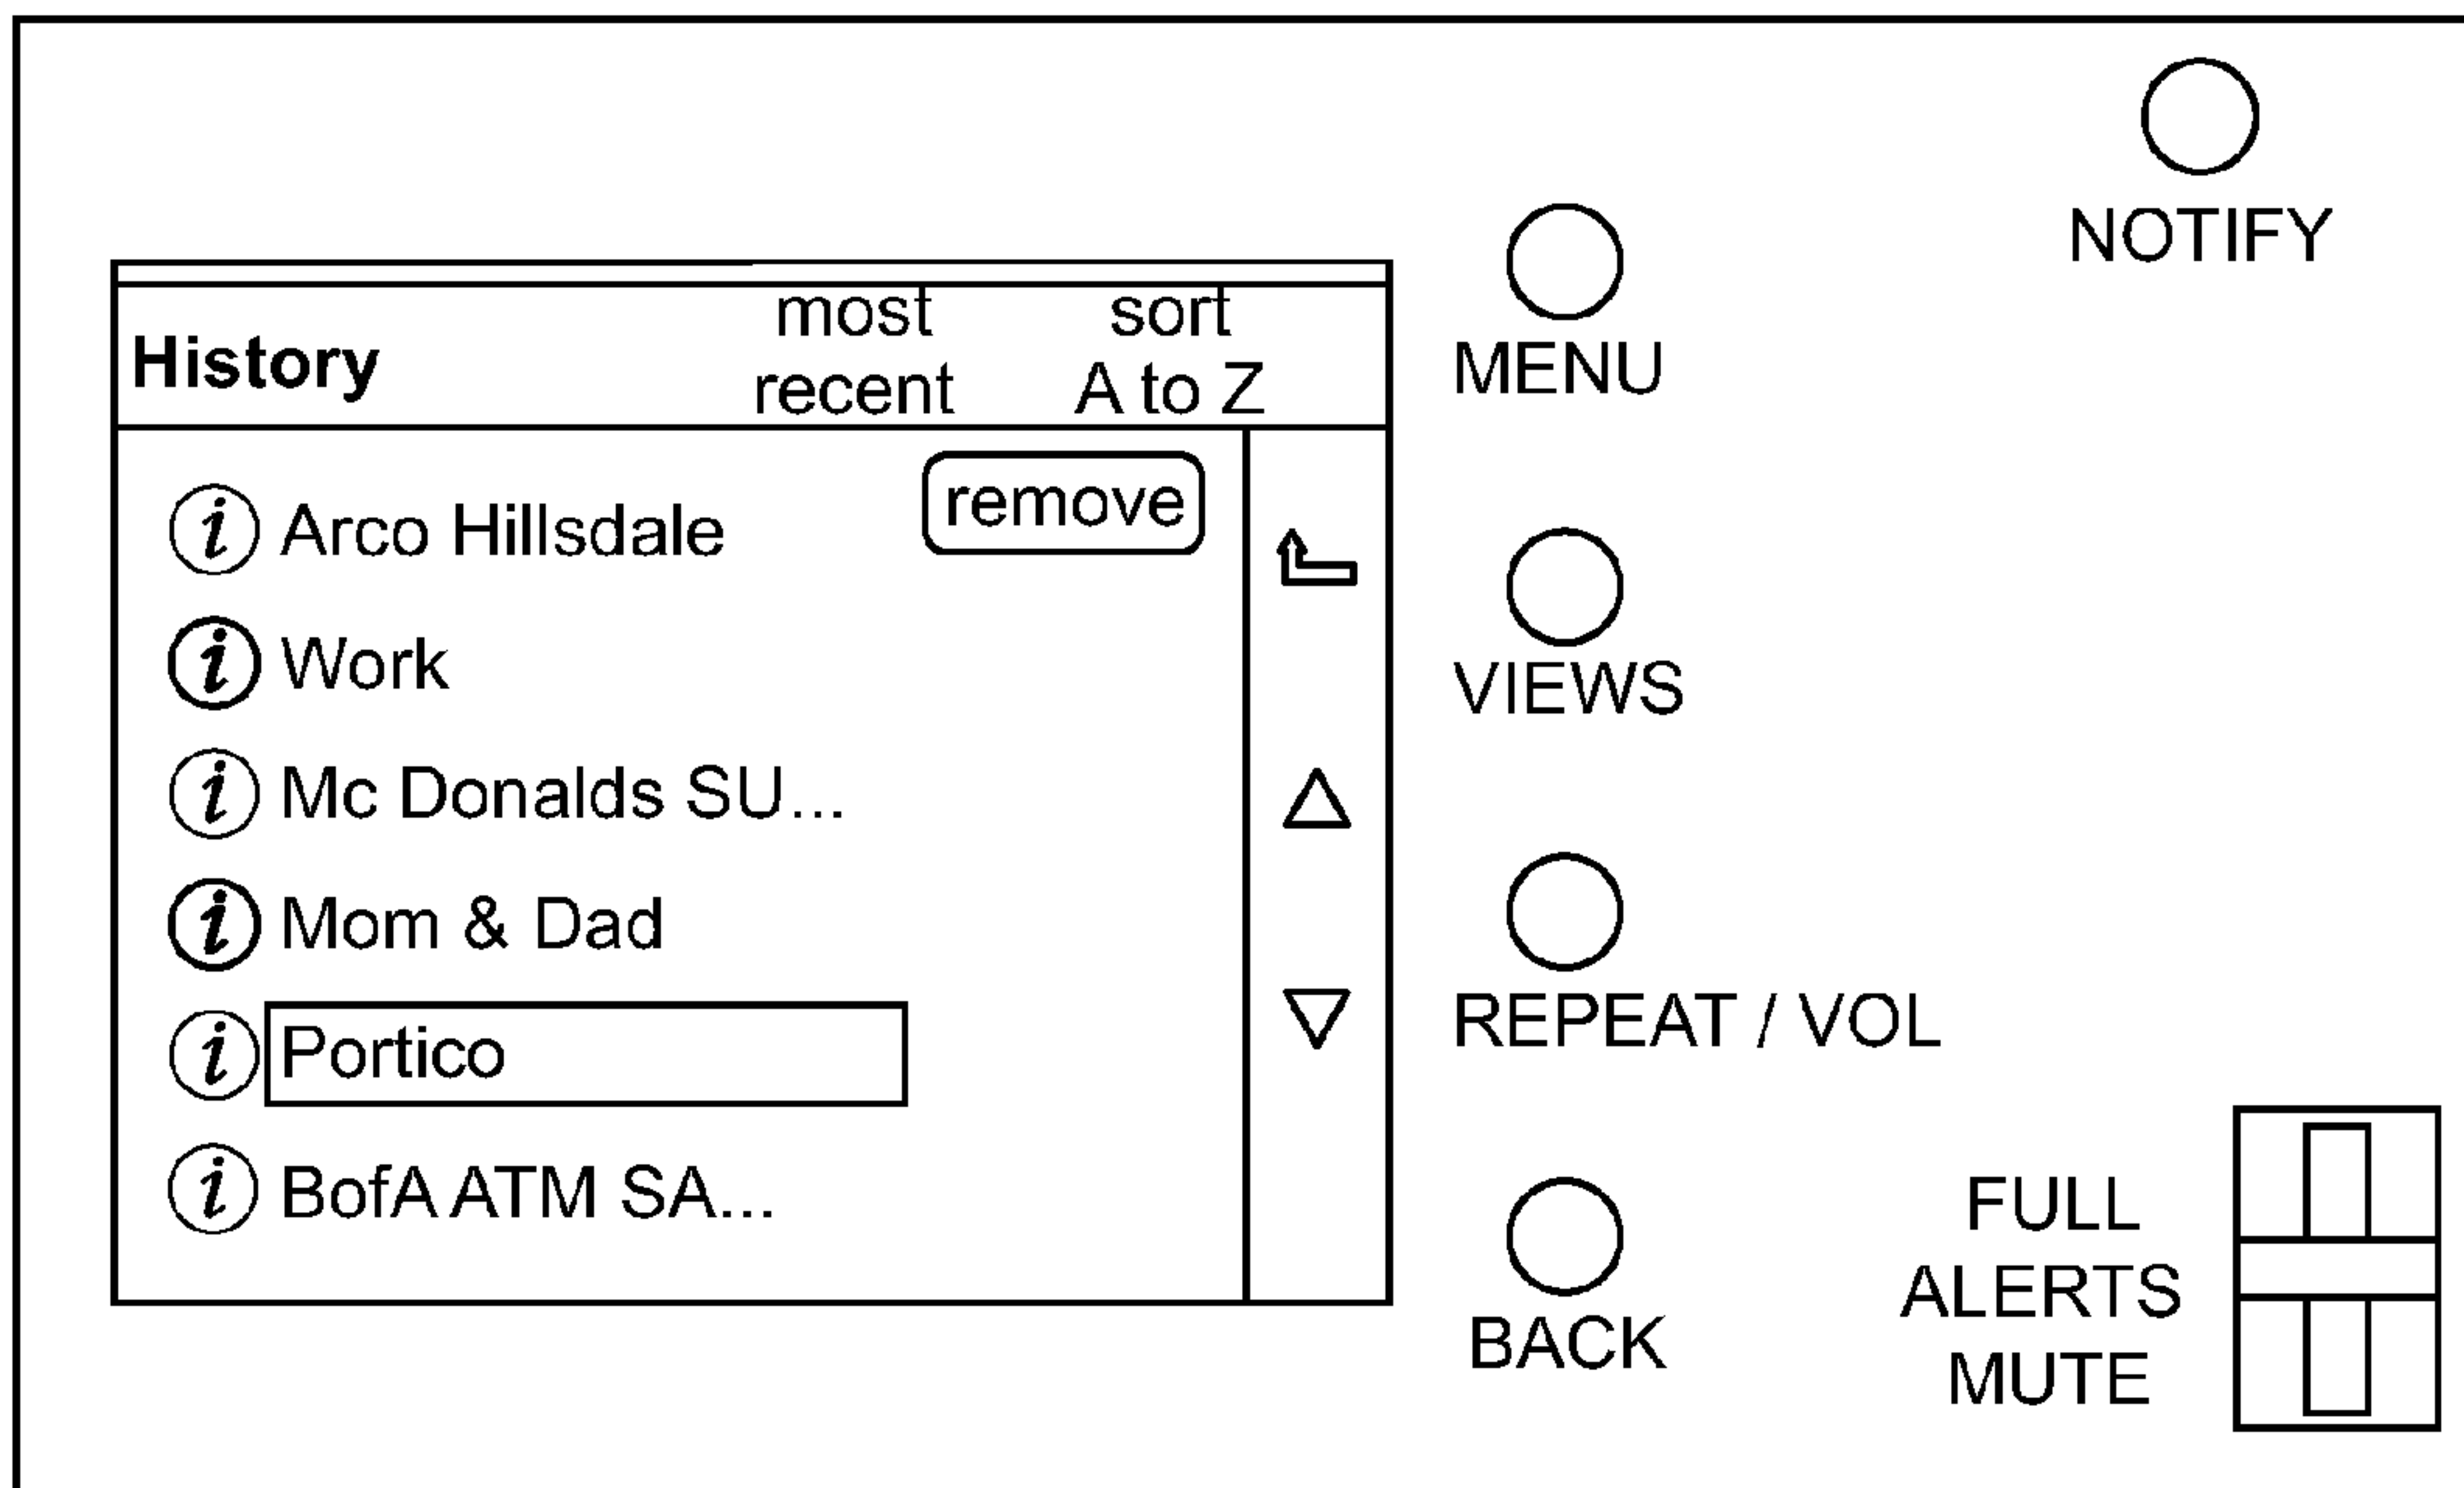 NOTIFY
most sort
History
recent A to Z
MENU
remove
i Arco Hillsdale
i Work
VIEWS
i Mc Donalds SU...
i Mom & Dad
i Portico
REPEAT / VOL
i BofA ATM SA...
FULL
ALERTS
MUTE
BACK